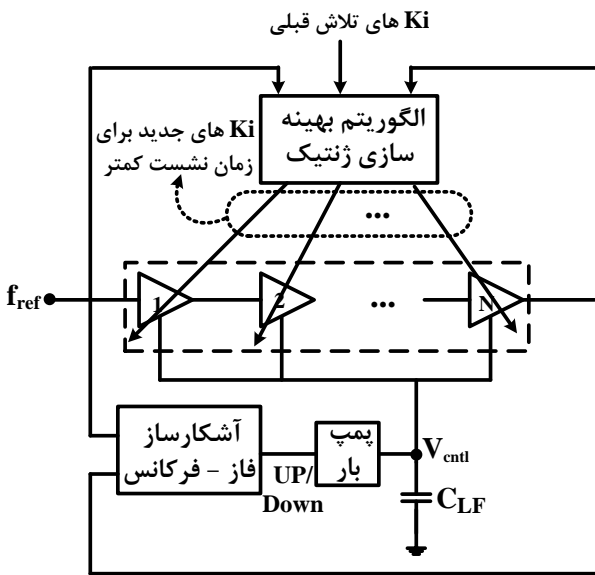 Ki های تلاش قبلی
الگوریتم بهینه
سازی ژنتیک
Ki های جدید برای
زمان نشست کمتر
...
fref
1
2
...
N
آشکارساز
فاز – فرکانس
UP/
Down
پمپ
بار
Vcntl
CLF